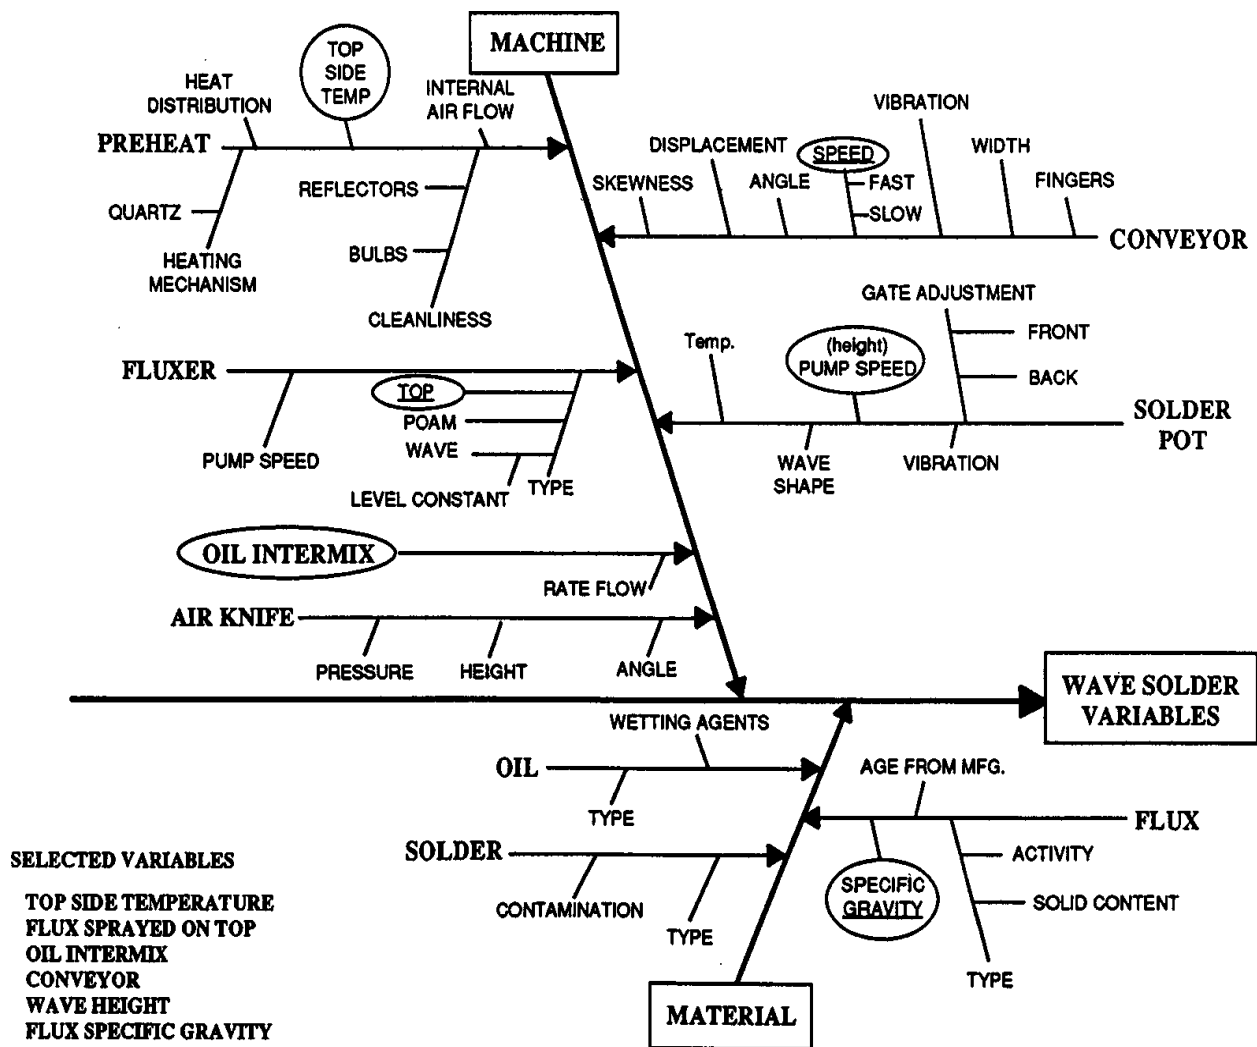 MACHINE
TOP
SIDE
TEMP
HEAT
DISTRIBUTION
INTERNAL
AIR FLOW
PREHEAT
REFLECTORS
QUARTZ
HEATING
MECHANISM
BULBS
CLEANLINESS
VIBRATION
DISPLACEMENT
SPEED
WIDTH
SKEWNESS
ANGLE
FAST
FINGERS
SLOW
CONVEYOR
GATE ADJUSTMENT
FRONT
BACK
Temp.
(height)
PUMP SPEED
SOLDER
POT
WAVE
SHAPE
VIBRATION
FLUXER
TOP
POAM
WAVE
PUMP SPEED
LEVEL CONSTANT
TYPE
OIL INTERMIX
RATE FLOW
AIR KNIFE
PRESSURE
HEIGHT
ANGLE
WAVE SOLDER
VARIABLES
WETTING AGENTS
OIL
TYPE
AGE FROM MFG.
FLUX
SOLDER
CONTAMINATION
TYPE
SPECIFIC
GRAVITY
ACTIVITY
SOLID CONTENT
TYPE
MATERIAL
SELECTED VARIABLES
TOP SIDE TEMPERATURE
FLUX SPRAYED ON TOP
OIL INTERMIX
CONVEYOR
WAVE HEIGHT
FLUX SPECIFIC GRAVITY